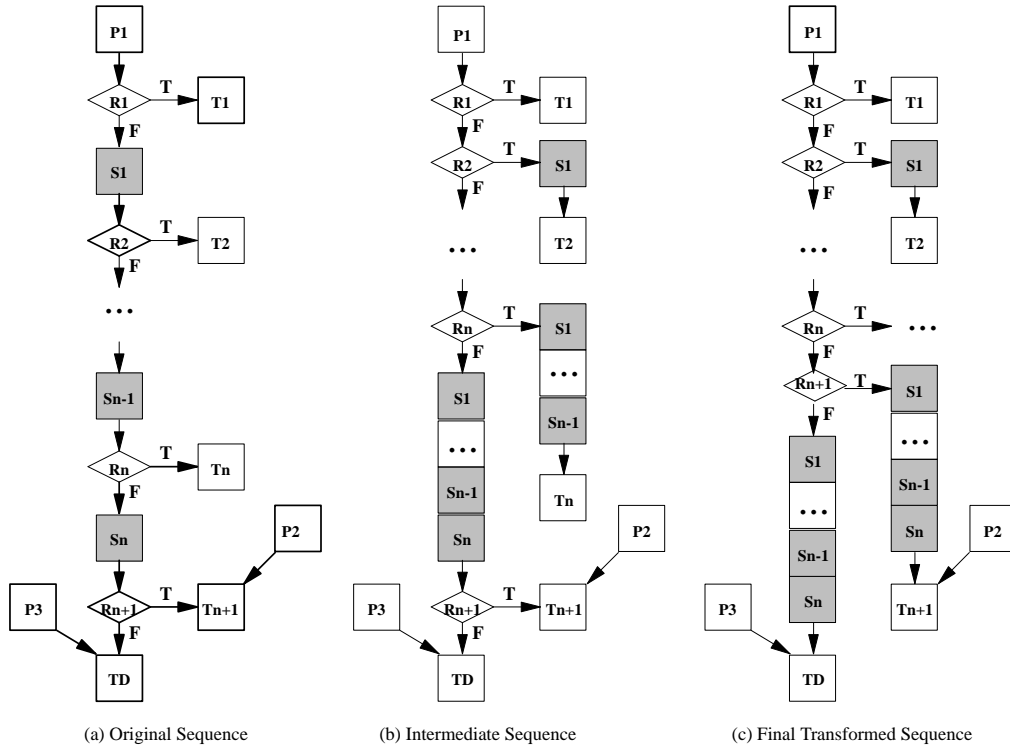 P1
R1
T
T1
F
S1
R2
T
T2
F
...
Sn-1
Rn
T
Tn
F
Sn
P2
P3
Rn+1
T
Tn+1
F
TD
(a) Original Sequence
P1
R1
T
T1
F
R2
T
S1
F
T2
...
Rn
T
S1
F
...
S1
Sn-1
...
Sn-1
Tn
Sn
P2
P3
Rn+1
T
Tn+1
F
TD
(b) Intermediate Sequence
P1
R1
T
T1
F
R2
T
S1
F
T2
...
Rn
T
...
F
Rn+1
T
S1
F
...
S1
Sn-1
...
Sn
P2
Sn-1
Sn
P3
Tn+1
TD
(c) Final Transformed Sequence